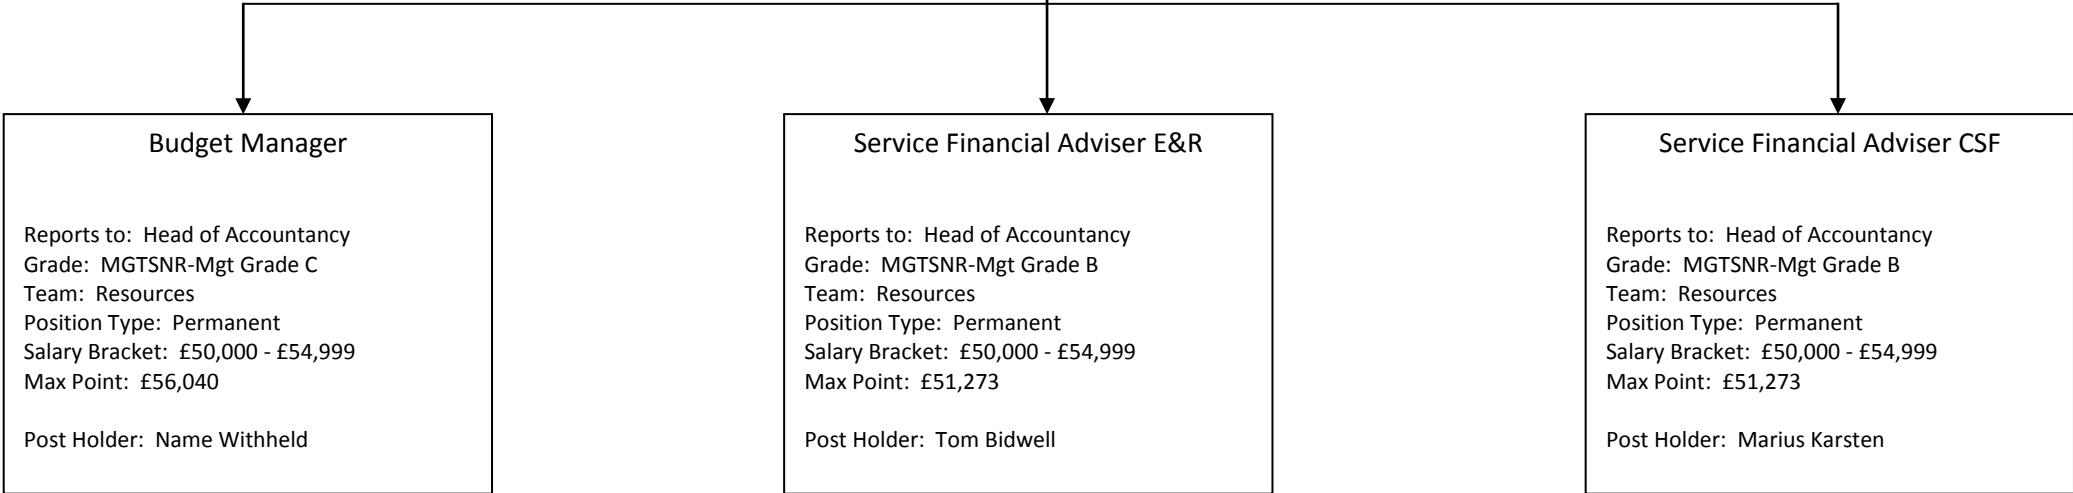 Budget Manager
Reports to: Head of Accountancy
Grade: MGTSNR-Mgt Grade C
Team: Resources
Position Type: Permanent
Salary Bracket: £50,000 - £54,999
Max Point: £56,040
Post Holder: Name Withheld
Service Financial Adviser E&R
Reports to: Head of Accountancy
Grade: MGTSNR-Mgt Grade B
Team: Resources
Position Type: Permanent
Salary Bracket: £50,000 - £54,999
Max Point: £51,273
Post Holder: Tom Bidwell
Service Financial Adviser CSF
Reports to: Head of Accountancy
Grade: MGTSNR-Mgt Grade B
Team: Resources
Position Type: Permanent
Salary Bracket: £50,000 - £54,999
Max Point: £51,273
Post Holder: Marius Karsten